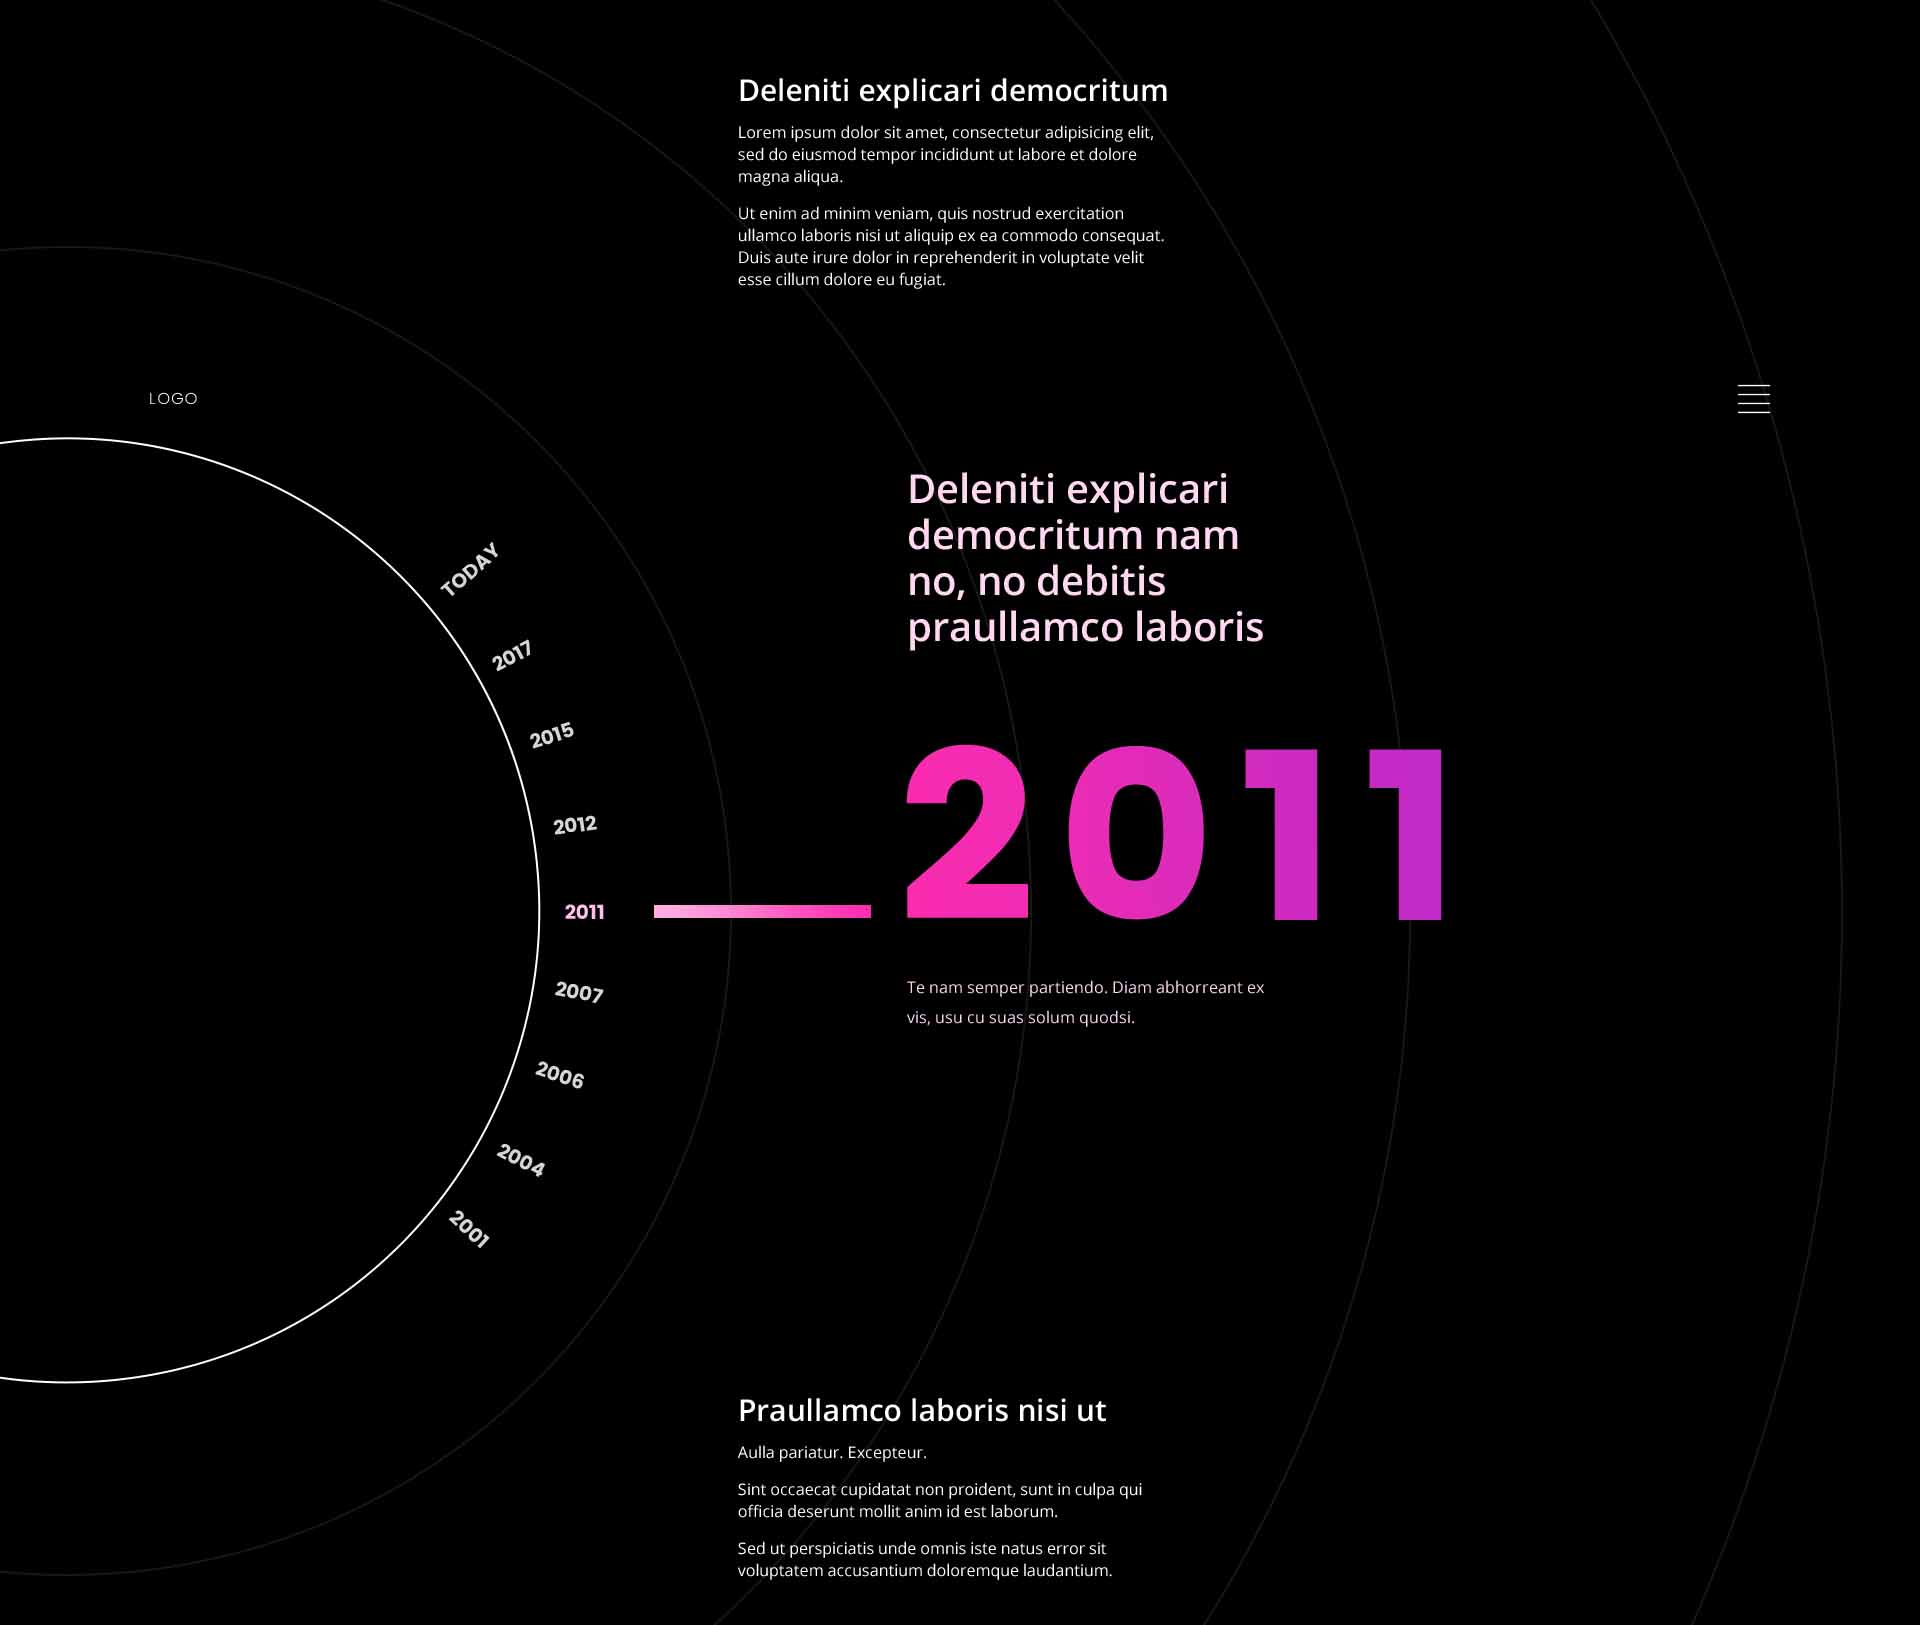 Deleniti explicari democritum
Lorem ipsum dolor sit amet, consectetur adipisicing elit,
sed do eiusmod tempor incididunt ut labore et dolore
magna aliqua.
Ut enim ad minim veniam, quis nostrud exercitation
ullamco laboris nisi ut aliquip ex ea commodo consequat.
Duis aute irure dolor in reprehenderit in voluptate velit
esse cillum dolore eu fugiat.
LOGO
TODAY
2017
2015
2012
2011
2007
2006
2004
2001
Deleniti explicari
democritum nam
no, no debitis
praullamco laboris
2011
Te nam semper partiendo. Diam abhorreant ex
vis, usu cu suas solum quodsi.
Praullamco laboris nisi ut
Aulla pariatur. Excepteur.
Sint occaecat cupidatat non proident, sunt in culpa qui
officia deserunt mollit anim id est laborum.
Sed ut perspiciatis unde omnis iste natus error sit
voluptatem accusantium doloremque laudantium.